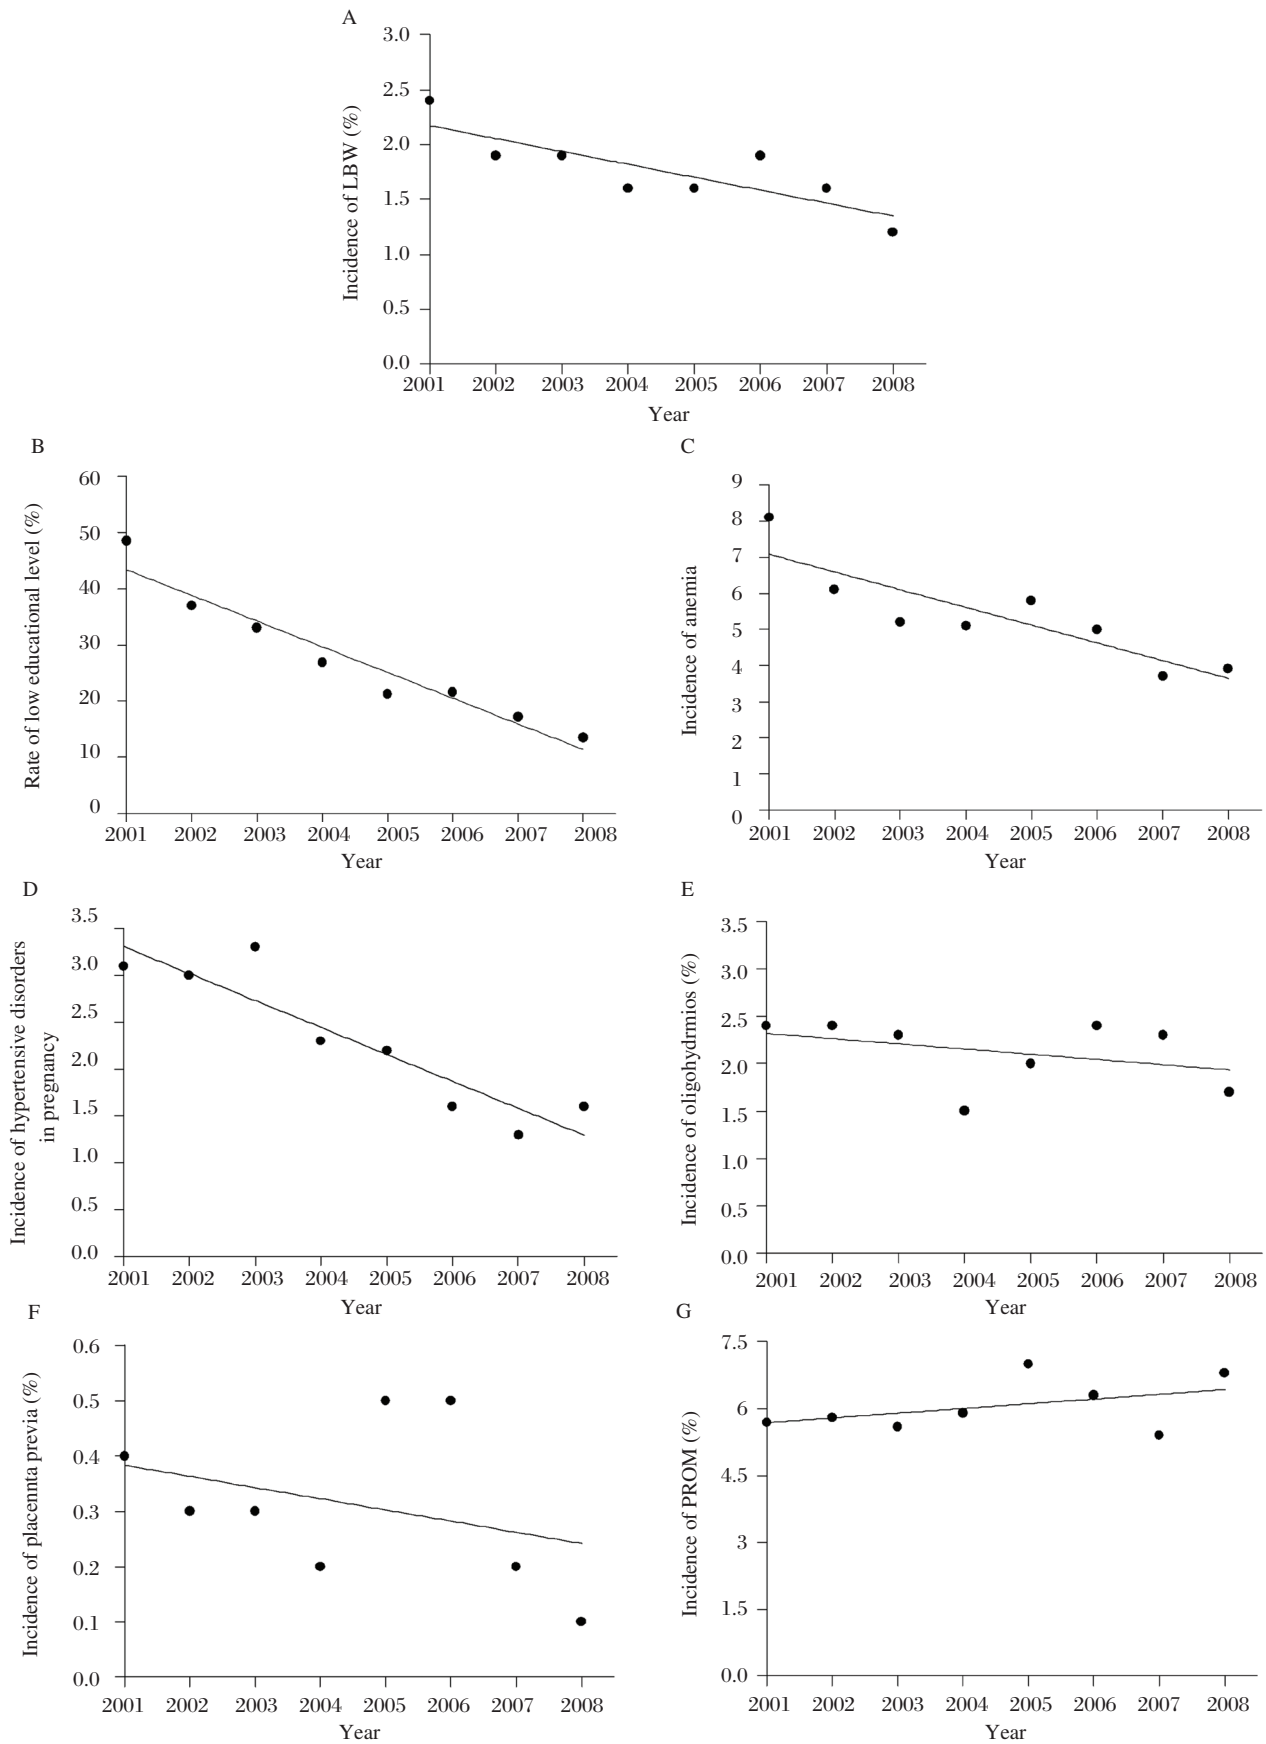 A
3.0
2.5
2.0
1.5
1.0
0.5
0.0
Incidence of LBW (%)
2001 2002 2003 2004 2005 2006 2007 2008
Year
B
60
50
40
30
20
10
0
Rate of low educational level (%)
2001 2002 2003 2004 2005 2006 2007 2008
Year
C
9
8
7
6
5
4
3
2
1
0
Incidence of anemia
2001 2002 2003 2004 2005 2006 2007 2008
Year
D
3.5
3.0
2.5
2.0
1.5
1.0
0.5
0.0
Incidence of hypertensive disorders
in pregnancy
2001 2002 2003 2004 2005 2006 2007 2008
Year
E
3.5
3.0
2.5
2.0
1.5
1.0
0.5
0.0
Incidence of oligohydrmios (%)
2001 2002 2003 2004 2005 2006 2007 2008
Year
F
0.6
0.5
0.4
0.3
0.2
0.1
0.0
Incidence of placennta previa (%)
2001 2002 2003 2004 2005 2006 2007 2008
Year
G
7.5
6
4.5
3
1.5
0.0
Incidence of PROM (%)
2001 2002 2003 2004 2005 2006 2007 2008
Year